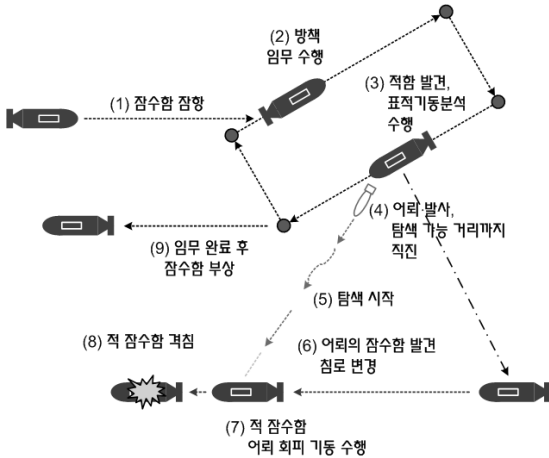 (2) 방책
임무 수행
(3) 적함 발견,
표적기동분석
수행
(1) 잠수함 잠항
(4) 어뢰 발사,
탐색 가능 거리까지
직진
(9) 임무 완료 후
잠수함 부상
(5) 탐색 시작
(8) 적 잠수함 격침
(6) 어뢰의 잠수함 발견
침로 변경
(7) 적 잠수함
어뢰 회피 기동 수행